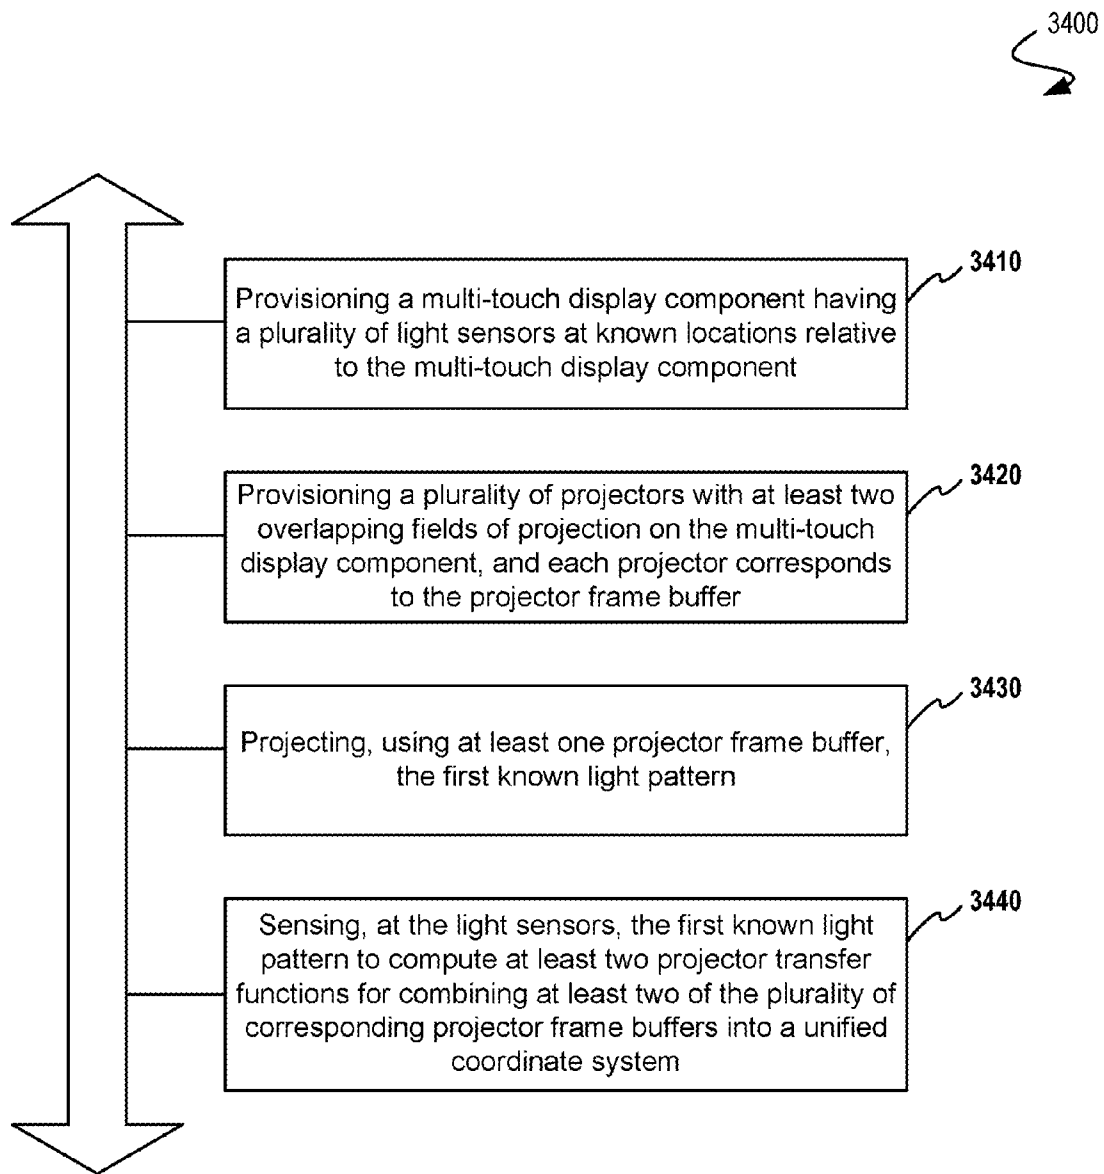 3400
3410
Provisioning a multi-touch display component having
a plurality of light sensors at known locations relative
to the multi-touch display component
3420
Provisioning a plurality of projectors with at least two
overlapping fields of projection on the multi-touch
display component, and each projector corresponds
to the projector frame buffer
3430
Projecting, using at least one projector frame buffer,
the first known light pattern
3440
Sensing, at the light sensors, the first known light
pattern to compute at least two projector transfer
functions for combining at least two of the plurality of
corresponding projector frame buffers into a unified
coordinate system